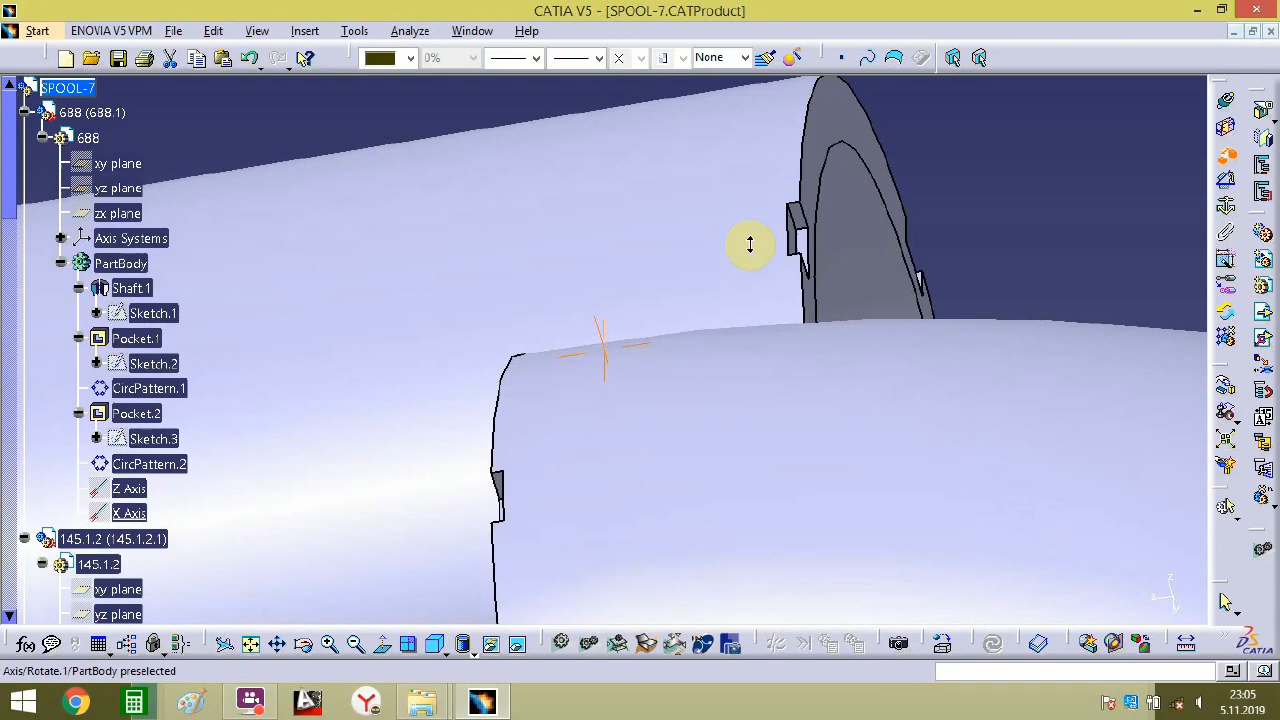 CATIA V5 - [SPOOL-7.CATProduct]
Start ENOVIA V5 VPM File Edit View Insert Tools Analyze Window Help
0% None
SPOOL-7
688 (688.1)
688
xy plane
yz plane
zx plane
Axis Systems
PartBody
Shaft.1
Sketch.1
Pocket.1
Sketch.2
CircPattern.1
Pocket.2
Sketch.3
CircPattern.2
Z Axis
X Axis
145.1.2 (145.1.2.1)
145.1.2
xy plane
yz plane
z
x
y
f(x)
CATIA
Axis/Rotate.1/PartBody preselected
23:05
5.11.2019